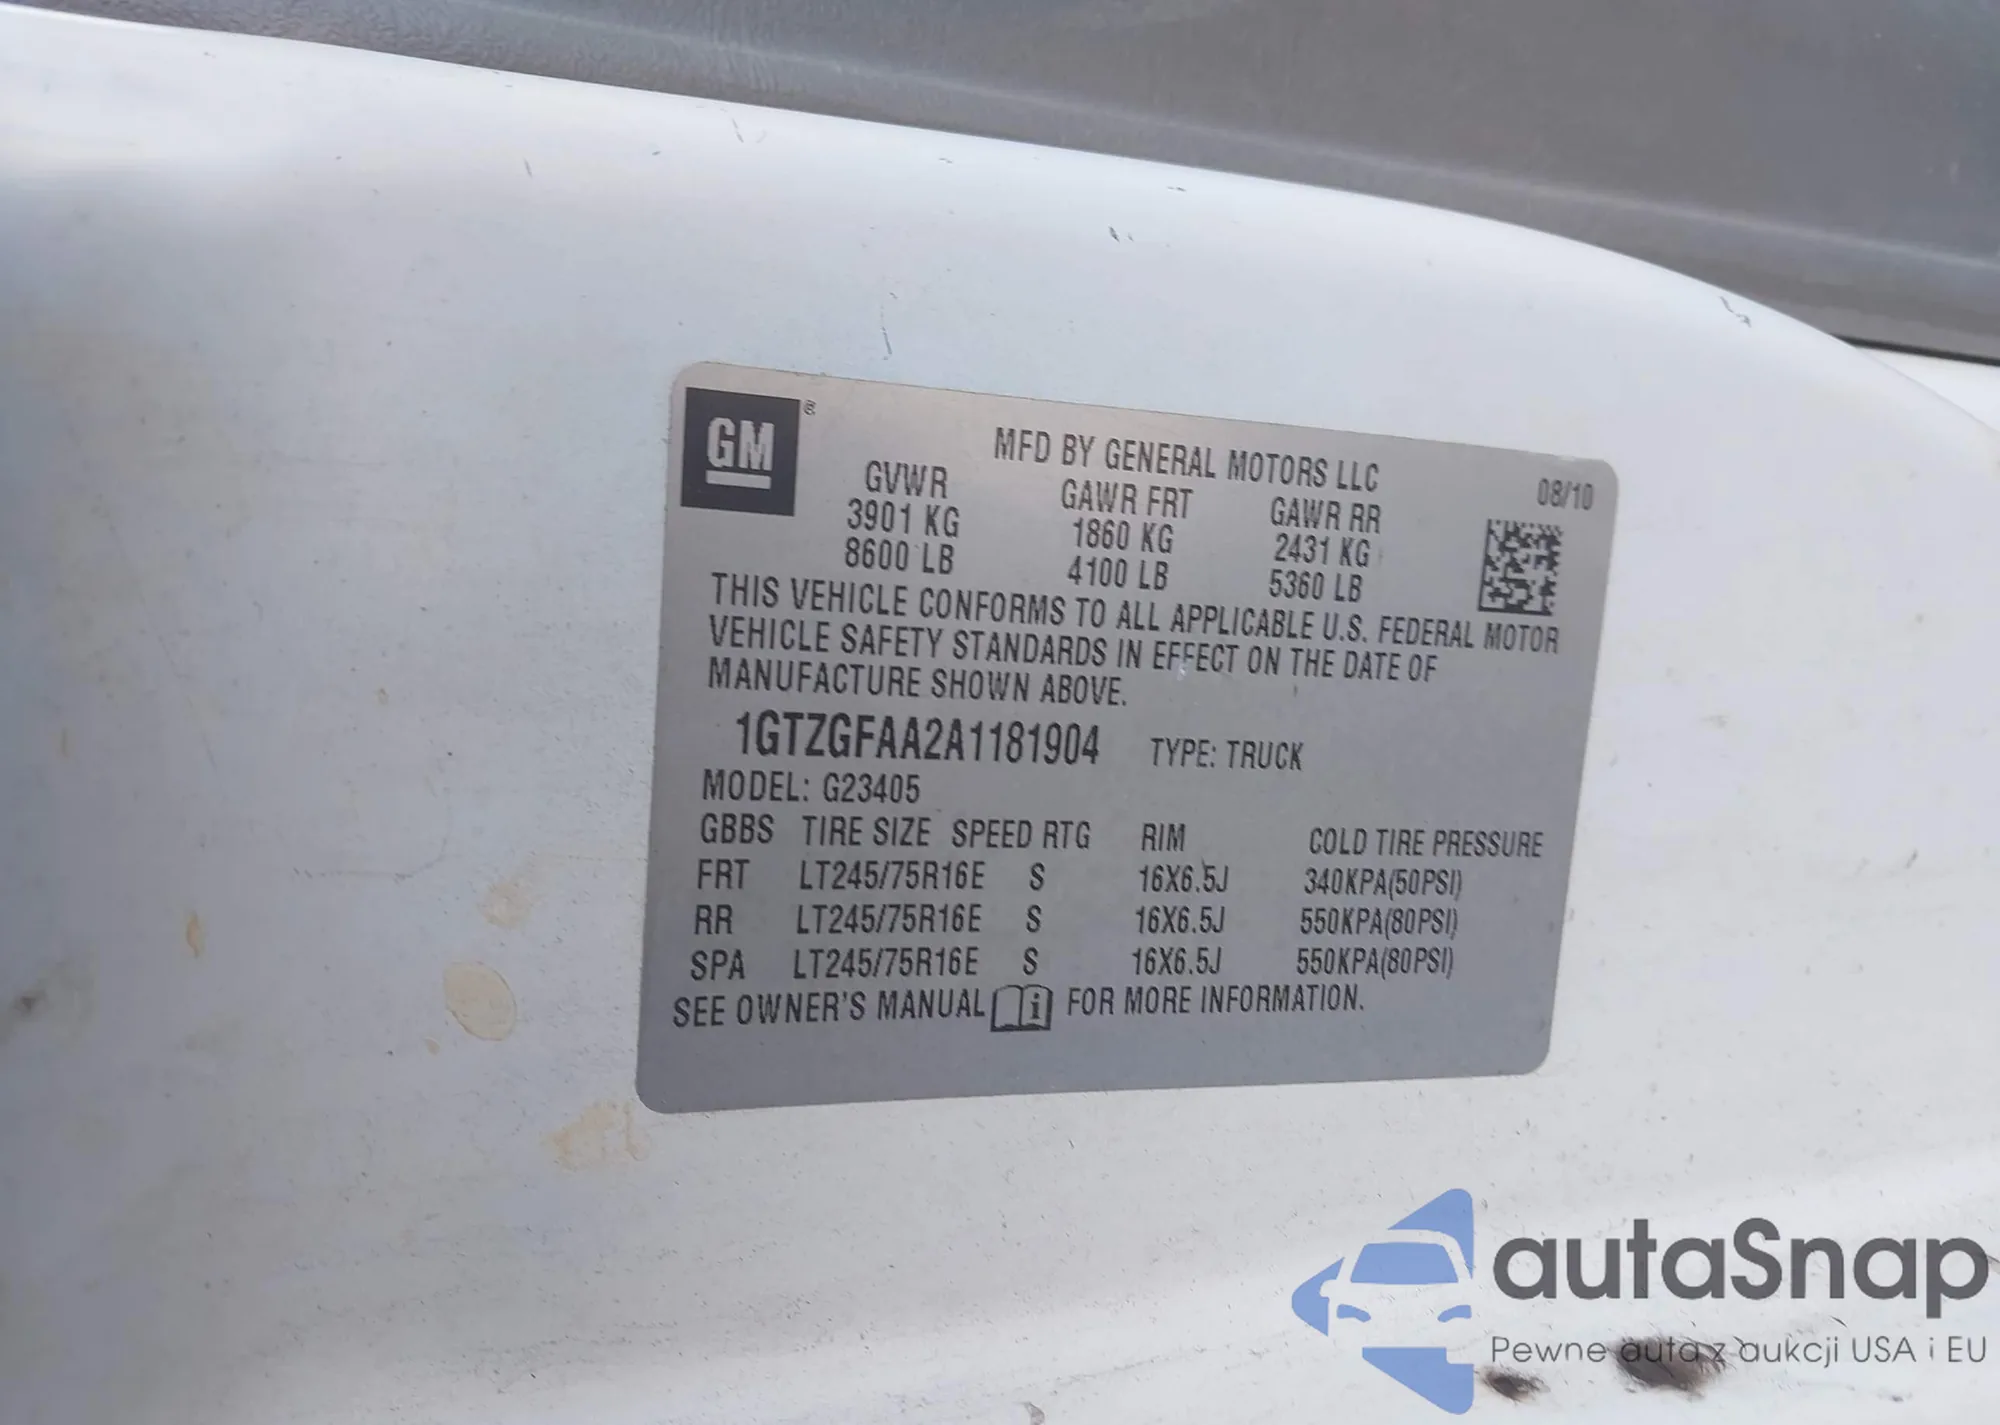 GM®
MFD BY GENERAL MOTORS LLC
08/10
GVWR GAWR FRT GAWR RR
3901 KG 1860 KG 2431 KG
8600 LB 4100 LB 5360 LB
THIS VEHICLE CONFORMS TO ALL APPLICABLE U.S. FEDERAL MOTOR
VEHICLE SAFETY STANDARDS IN EFFECT ON THE DATE OF
MANUFACTURE SHOWN ABOVE.
1GTZGFAA2A1181904 TYPE: TRUCK
MODEL: G23405
GBBS TIRE SIZE SPEED RTG RIM COLD TIRE PRESSURE
FRT LT245/75R16E S 16X6.5J 340KPA(50PSI)
RR LT245/75R16E S 16X6.5J 550KPA(80PSI)
SPA LT245/75R16E S 16X6.5J 550KPA(80PSI)
SEE OWNER'S MANUAL i FOR MORE INFORMATION.
autaSnap
Pewne auta z aukcji USA i EU